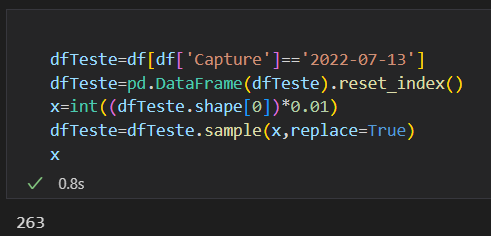 dfTeste=df[df['Capture']=='2022-07-13']
dfTeste=pd.DataFrame(dfTeste).reset_index()
x=int((dfTeste.shape[0])*0.01)
dfTeste=dfTeste.sample(x,replace=True)
x
0.8s
263